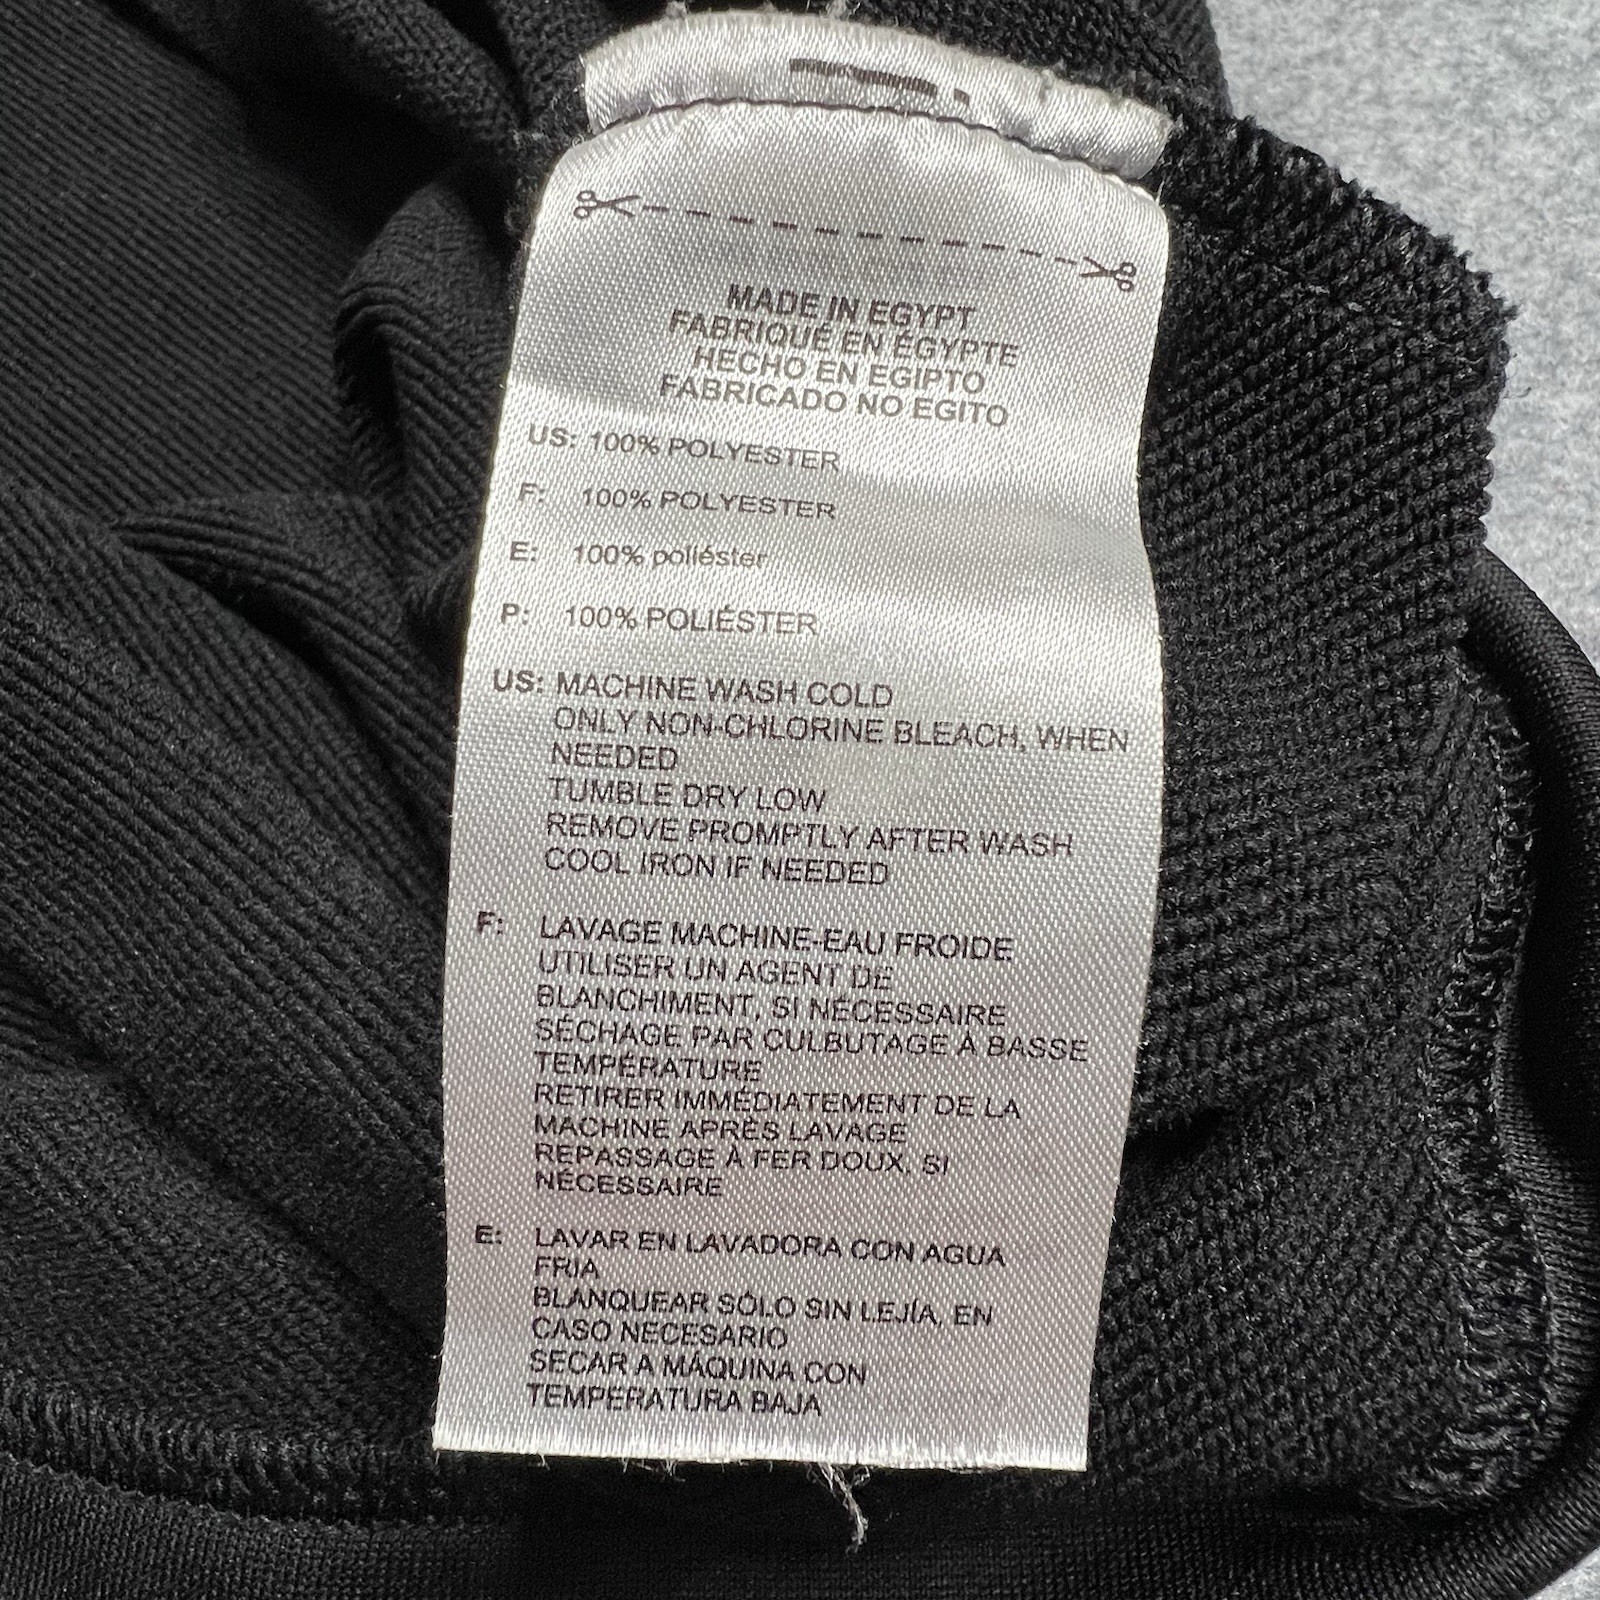 MADE IN EGYPT
FABRIQUÉ EN ÉGYPTE
HECHO EN EGIPTO
FABRICADO NO EGITO
US: 100% POLYESTER
F: 100% POLYESTER
E: 100% poliéster
P: 100% POLIÉSTER
US: MACHINE WASH COLD
ONLY NON-CHLORINE BLEACH, WHEN
NEEDED
TUMBLE DRY LOW
REMOVE PROMPTLY AFTER WASH
COOL IRON IF NEEDED
F: LAVAGE MACHINE-EAU FROIDE
UTILISER UN AGENT DE
BLANCHIMENT, SI NÉCESSAIRE
SÉCHAGE PAR CULBUTAGE À BASSE
TEMPÉRATURE
RETIRER IMMÉDIATEMENT DE LA
MACHINE APRÈS LAVAGE
REPASSAGE À FER DOUX, SI
NÉCESSAIRE
E: LAVAR EN LAVADORA CON AGUA
FRIA
BLANQUEAR SÓLO SIN LEJÍA, EN
CASO NECESARIO
SECAR A MÁQUINA CON
TEMPERATURA BAJA